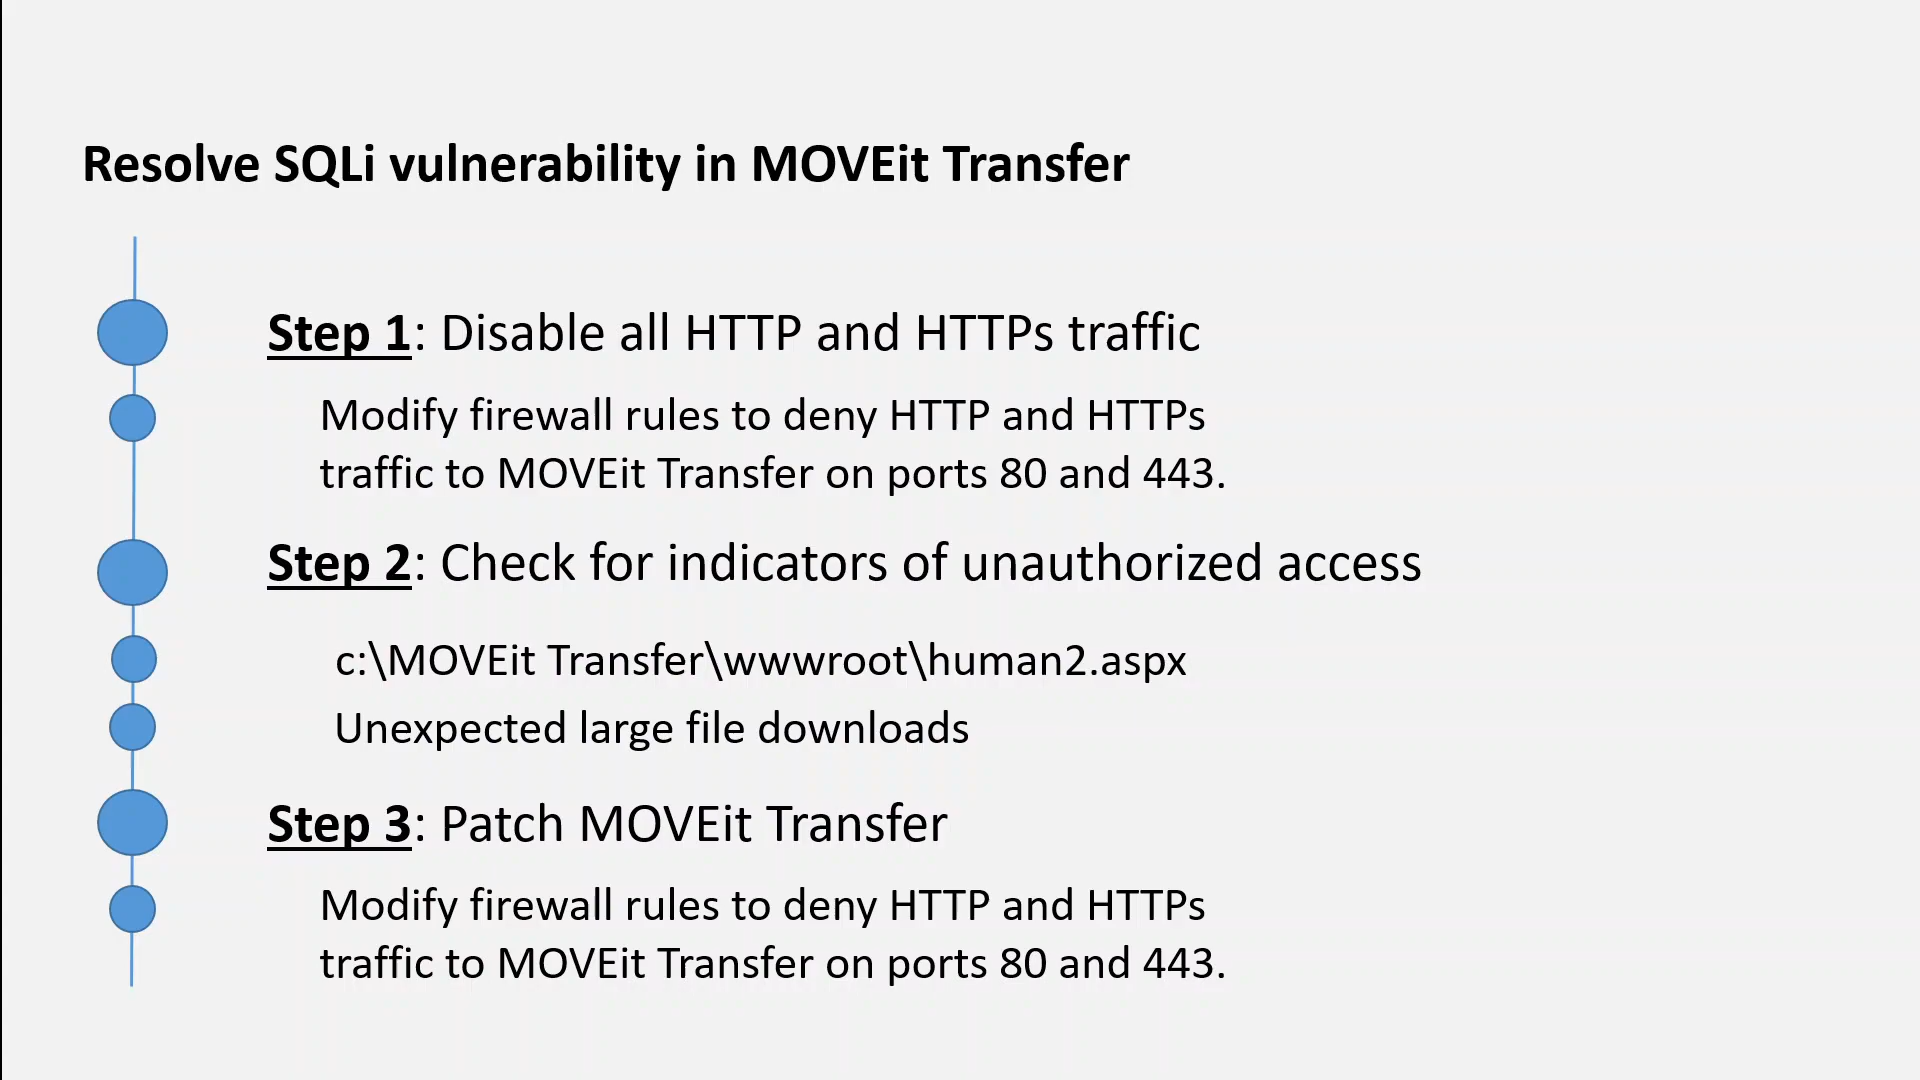 Resolve SQLi vulnerability in MOVEit Transfer
Step 1: Disable all HTTP and HTTPs traffic
Modify firewall rules to deny HTTP and HTTPs
traffic to MOVEit Transfer on ports 80 and 443.
Step 2: Check for indicators of unauthorized access
c:\MOVEit Transfer\wwwroot\human2.aspx
Unexpected large file downloads
Step 3: Patch MOVEit Transfer
Modify firewall rules to deny HTTP and HTTPs
traffic to MOVEit Transfer on ports 80 and 443.